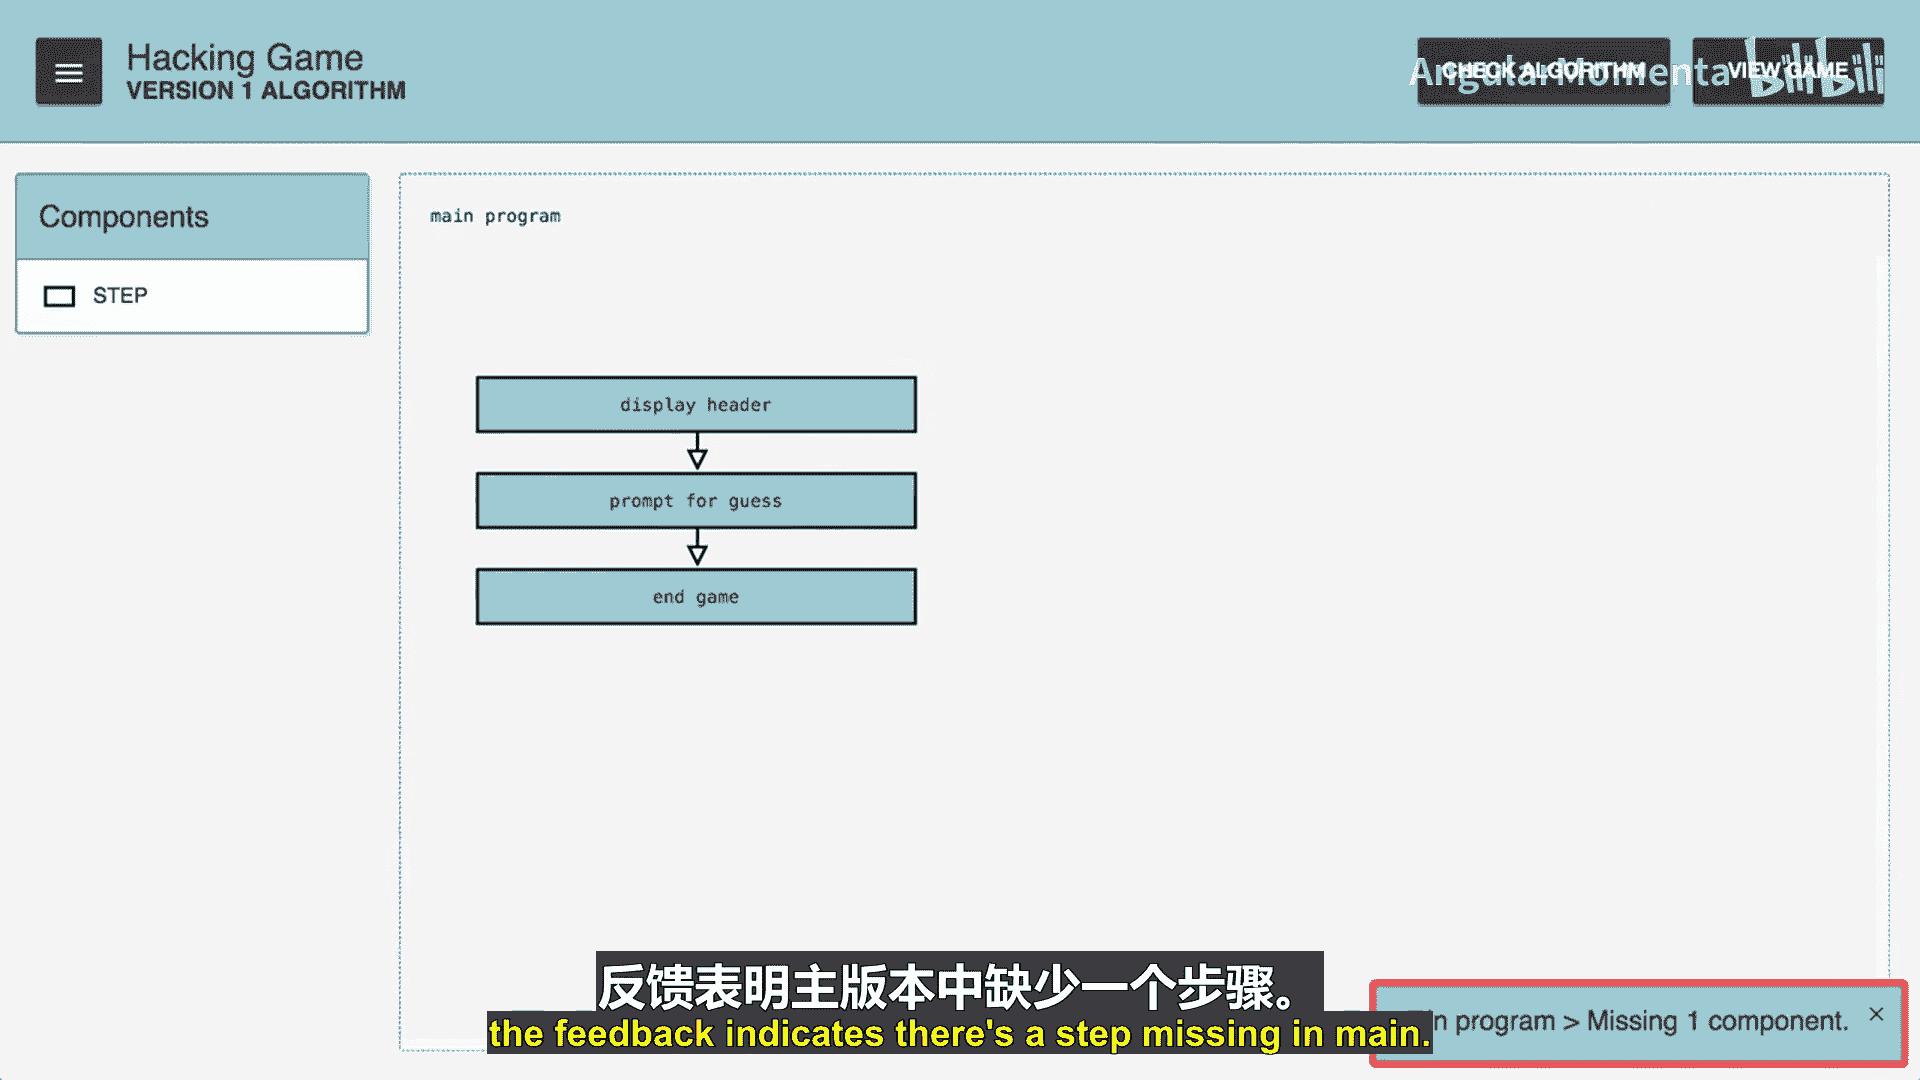 Hacking Game
VERSION 1 ALGORITHM
CHECK ALGORITHM
VIEW GAME
AngularMomenta
bilibili
Components
STEP
main program
display header
prompt for guess
end game
反馈表明主版本中缺少一个步骤。
the feedback indicates there's a step missing in main.
program > Missing 1 component.